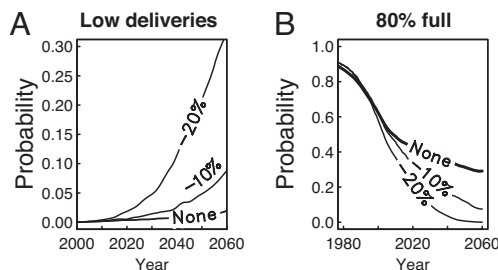 A Low deliveries
Probability
0.30
0.25
0.20
0.15
0.10
0.05
0.00
−20%
−10%
None
2000 2020 2040 2060
Year
B 80% full
Probability
1.0
0.8
0.6
0.4
0.2
0.0
None
−10%
−20%
1980 2020 2060
Year